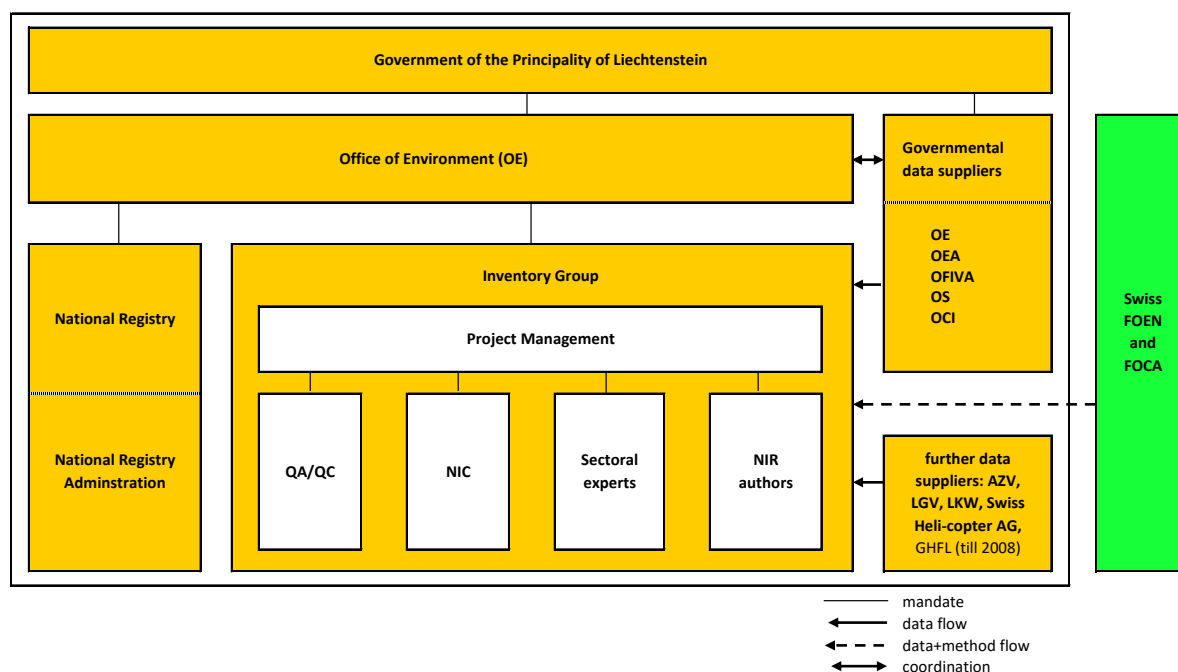 Government of the Principality of Liechtenstein
Office of Environment (OE)
Governmental
data suppliers
OE
OEA
OFIVA
OS
OCI
Swiss
FOEN
and
FOCA
National Registry
National Registry
Adminstration
Inventory Group
Project Management
QA/QC
NIC
Sectoral
experts
NIR
authors
further data
suppliers: AZV,
LGV, LKW, Swiss
Heli-copter AG,
GHFL (till 2008)
mandate
data flow
data+method flow
coordination